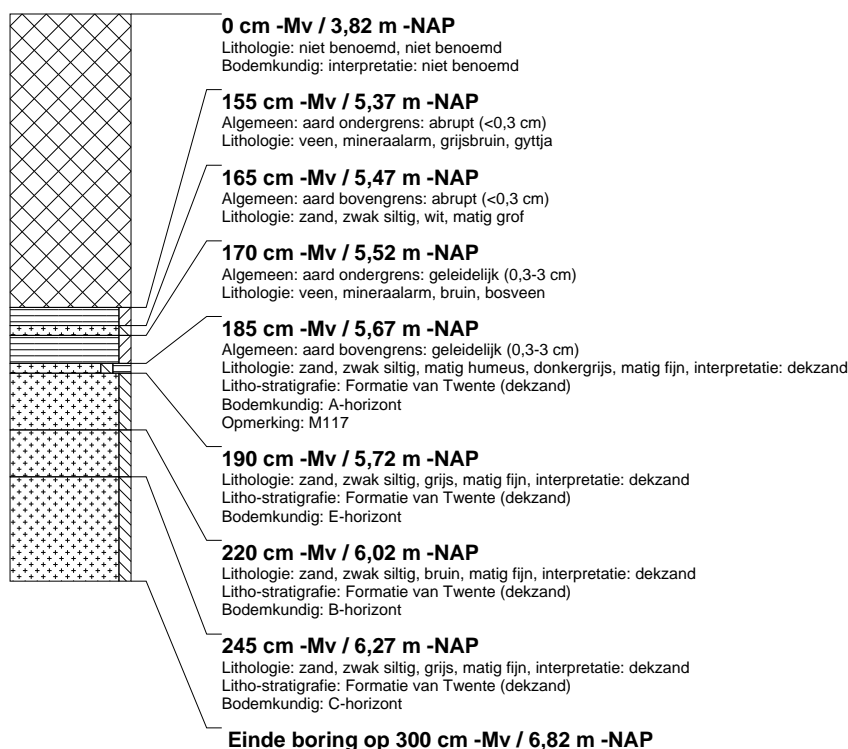 0 cm -Mv / 3,82 m -NAP
Lithologie: niet benoemd, niet benoemd
Bodemkundig: interpretatie: niet benoemd
155 cm -Mv / 5,37 m -NAP
Algemeen: aard ondergrens: abrupt (<0,3 cm)
Lithologie: veen, mineraalarm, grijsbruin, gyttja
165 cm -Mv / 5,47 m -NAP
Algemeen: aard bovengrens: abrupt (<0,3 cm)
Lithologie: zand, zwak siltig, wit, matig grof
170 cm -Mv / 5,52 m -NAP
Algemeen: aard ondergrens: geleidelijk (0,3-3 cm)
Lithologie: veen, mineraalarm, bruin, bosveen
185 cm -Mv / 5,67 m -NAP
Algemeen: aard bovengrens: geleidelijk (0,3-3 cm)
Lithologie: zand, zwak siltig, matig humeus, donkergrijs, matig fijn, interpretatie: dekzand
Litho-stratigrafie: Formatie van Twente (dekzand)
Bodemkundig: A-horizont
Opmerking: M117
190 cm -Mv / 5,72 m -NAP
Lithologie: zand, zwak siltig, grijs, matig fijn, interpretatie: dekzand
Litho-stratigrafie: Formatie van Twente (dekzand)
Bodemkundig: E-horizont
220 cm -Mv / 6,02 m -NAP
Lithologie: zand, zwak siltig, bruin, matig fijn, interpretatie: dekzand
Litho-stratigrafie: Formatie van Twente (dekzand)
Bodemkundig: B-horizont
245 cm -Mv / 6,27 m -NAP
Lithologie: zand, zwak siltig, grijs, matig fijn, interpretatie: dekzand
Litho-stratigrafie: Formatie van Twente (dekzand)
Bodemkundig: C-horizont
Einde boring op 300 cm -Mv / 6,82 m -NAP